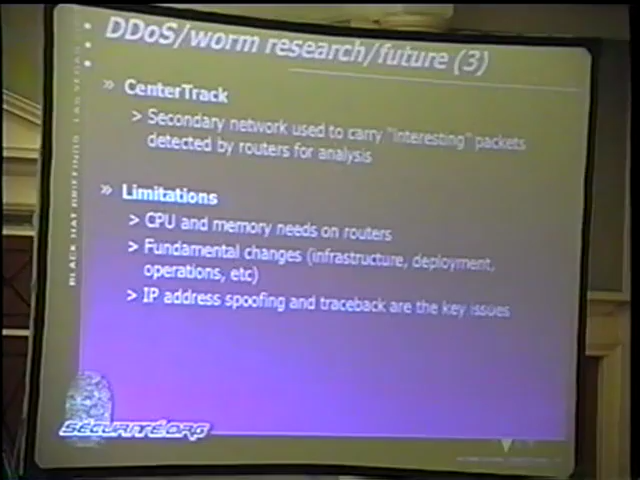 DDoS/worm research/future (3)
» CenterTrack
> Secondary network used to carry "interesting" packets
detected by routers for analysis
» Limitations
> CPU and memory needs on routers
> Fundamental changes (infrastructure, deployment,
operations, etc)
> IP address spoofing and traceback are the key issues
BLACK HAT BRIEFINGS LAS VEGAS
SÉCURITÉ.ORG